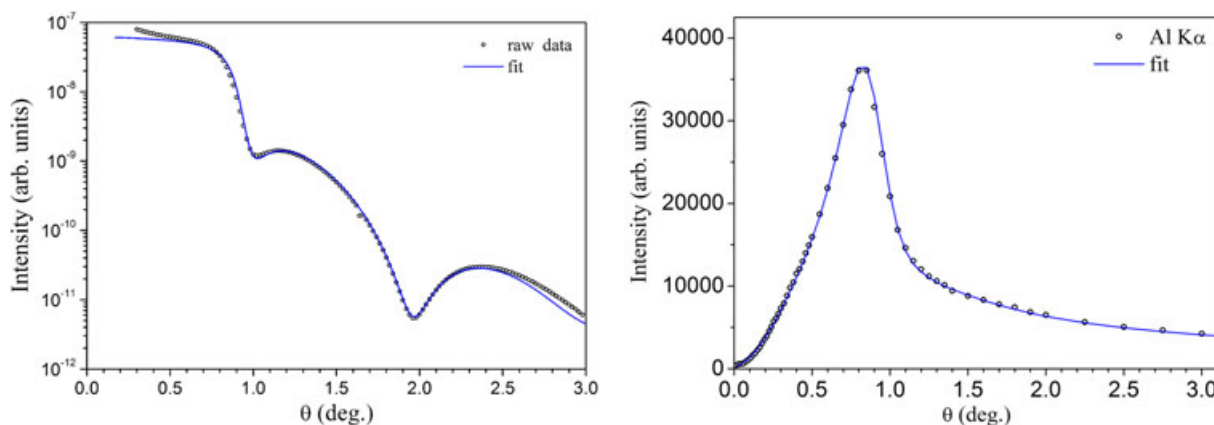 10⁻⁷
10⁻⁸
10⁻⁹
10⁻¹⁰
10⁻¹¹
10⁻¹²
Intensity (arb. units)
raw data
fit
0.0 0.5 1.0 1.5 2.0 2.5 3.0
θ (deg.)
40000
30000
20000
10000
0
Intensity (arb. units)
Al Kα
fit
0.0 0.5 1.0 1.5 2.0 2.5 3.0
θ (deg.)